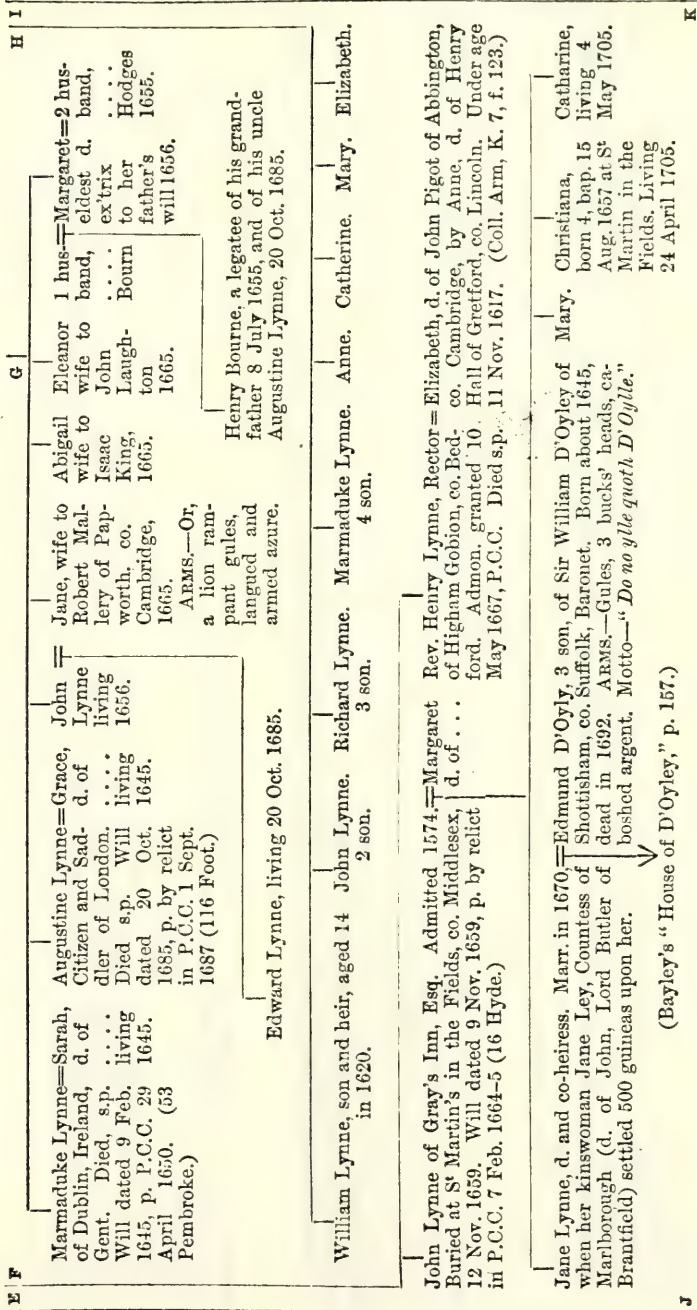 E F
G
H I
Marmaduke Lynne=Sarah,
of Dublin, Ireland, d. of
Gent. Died, s.p. . . . .
Will dated 9 Feb. living
1645, p. P.C.C. 29 1645.
April 1650. (53
Pembroke.)
Augustine Lynne=Grace,
Citizen and Sad- d. of
dler of London. . . . .
Died s.p. Will living
dated 20 Oct. 1645.
1685, p. by relict
in P.C.C. 1 Sept.
1687 (116 Foot.)
John
Lynne
living
1656.
Jane, wife to
Robert Mal-
lery of Pap-
worth. co.
Cambridge,
1665.
ARMS.—Or,
a lion ram-
pant gules,
langued and
armed azure.
Abigail
wife to
Isaac
King,
1665.
Eleanor
wife to
John
Laugh-
ton
1665.
1 hus-=Margaret=2 hus-
band, eldest d. band,
. . . . ex'trix . . . .
Bourn to her Hodges
father's 1655.
will 1656.
Edward Lynne, living 20 Oct. 1685.
Henry Bourne, a legatee of his grand-
father 8 July 1655, and of his uncle
Augustine Lynne, 20 Oct. 1685.
William Lynne, son and heir, aged 14
in 1620.
John Lynne.
2 son.
Richard Lynne.
3 son.
Marmaduke Lynne.
4 son.
Anne. Catherine. Mary. Elizabeth.
John Lynne of Gray's Inn, Esq. Admitted 1574.=Margaret
Buried at St Martin's in the Fields, co. Middlesex, d. of . . .
12 Nov. 1659. Will dated 9 Nov. 1659, p. by relict
in P.C.C. 7 Feb. 1664-5 (16 Hyde.)
Rev. Henry Lynne, Rector=Elizabeth, d. of John Pigot of Abbington,
of Higham Gobion, co. Bed- co. Cambridge, by Anne, d. of Henry
ford. Admon. granted 10 Hall of Gretford, co. Lincoln. Under age
May 1667, P.C.C. Died s.p. 11 Nov. 1617. (Coll. Arm, K. 7, f. 123.)
Jane Lynne, d. and co-heiress. Marr. in 1670,=Edmund D'Oyly, 3 son, of Sir William D'Oyley of
when her kinswoman Jane Ley, Countess of Shottisham, co. Suffolk, Baronet. Born about 1645,
Marlborough (d. of John, Lord Butler of dead in 1692. ARMS.—Gules, 3 bucks' heads, ca-
Brantfield) settled 500 guineas upon her. boshed argent. Motto—"Do no ylle quoth D'Oylle."
Mary.
Christiana,
born 4, bap. 15
Aug. 1657 at St
Martin in the
Fields. Living
24 April 1705.
Catharine,
living 4
May 1705.
(Bayley's "House of D'Oyley," p. 157.)
J
K